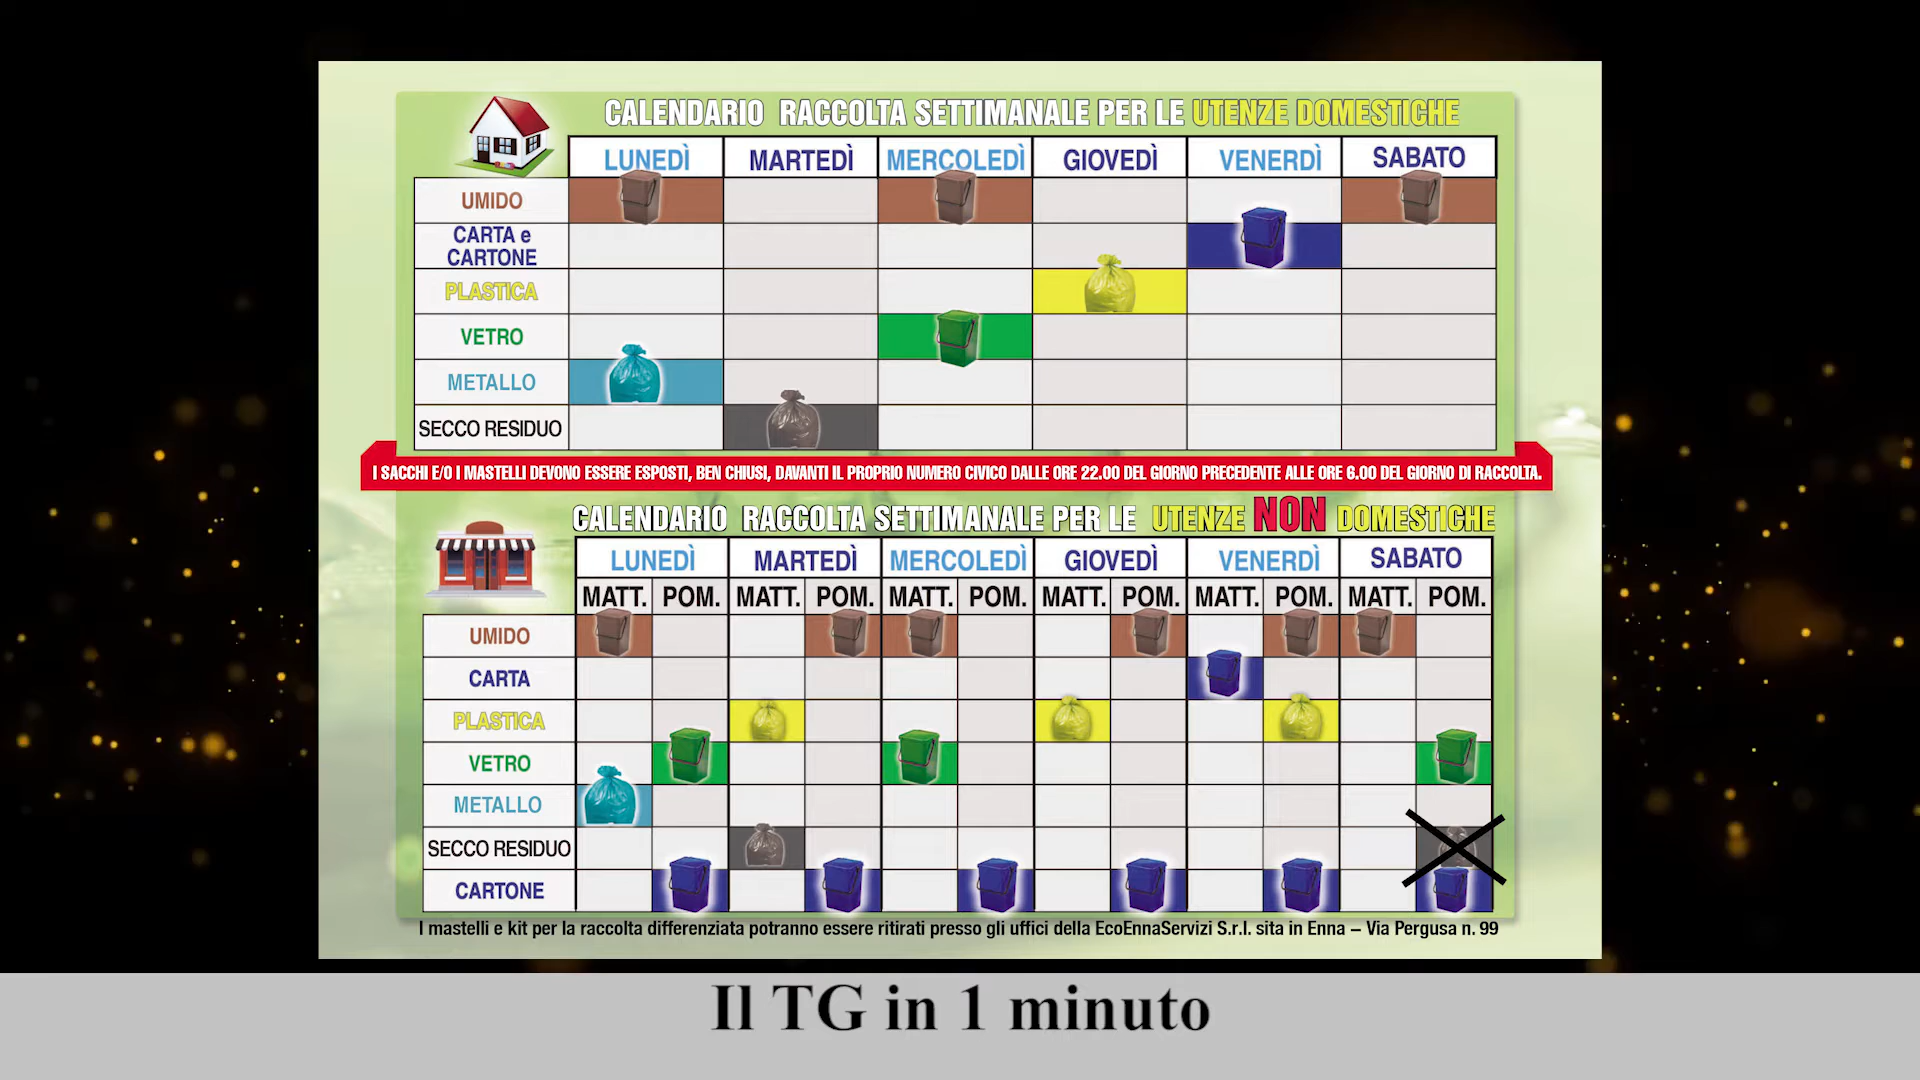 CALENDARIO RACCOLTA SETTIMANALE PER LE UTENZE DOMESTICHE
LUNEDÌ MARTEDÌ MERCOLEDÌ GIOVEDÌ VENERDÌ SABATO
UMIDO
CARTA e
CARTONE
PLASTICA
VETRO
METALLO
SECCO RESIDUO
I SACCHI E/O I MASTELLI DEVONO ESSERE ESPOSTI, BEN CHIUSI, DAVANTI IL PROPRIO NUMERO CIVICO DALLE ORE 22.00 DEL GIORNO PRECEDENTE ALLE ORE 6.00 DEL GIORNO DI RACCOLTA.
CALENDARIO RACCOLTA SETTIMANALE PER LE UTENZE NON DOMESTICHE
LUNEDÌ MARTEDÌ MERCOLEDÌ GIOVEDÌ VENERDÌ SABATO
MATT. POM. MATT. POM. MATT. POM. MATT. POM. MATT. POM. MATT. POM.
UMIDO
CARTA
PLASTICA
VETRO
METALLO
SECCO RESIDUO
CARTONE
I mastelli e kit per la raccolta differenziata potranno essere ritirati presso gli uffici della EcoEnnaServizi S.r.l. sita in Enna – Via Pergusa n. 99
Il TG in 1 minuto